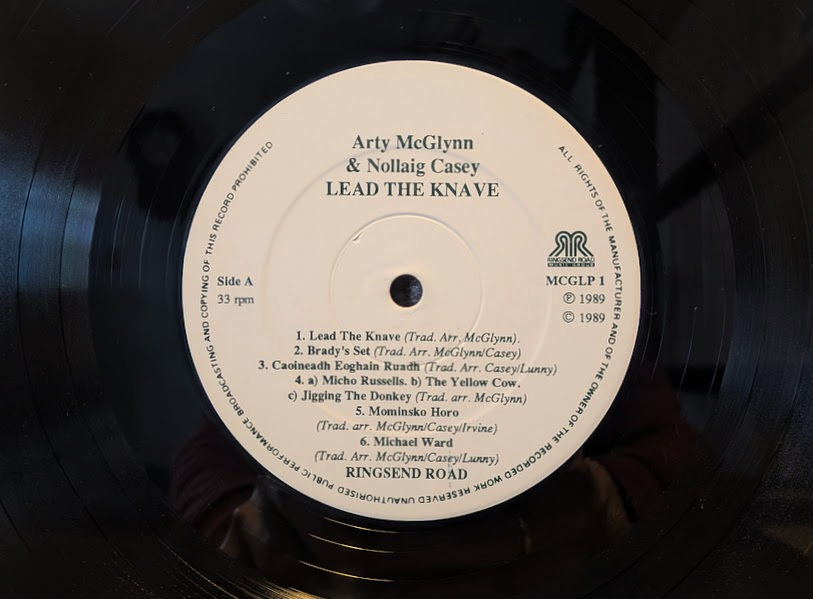 Arty McGlynn
& Nollaig Casey
LEAD THE KNAVE
RINGSEND ROAD
MUSIC GROUP
Side A
33 rpm
MCGLP 1
Ⓟ 1989
© 1989
1. Lead The Knave (Trad. Arr. McGlynn).
2. Brady's Set (Trad. Arr. McGlynn/Casey)
3. Caoineadh Eoghain Ruadh (Trad. Arr. Casey/Lunny)
4. a) Micho Russells. b) The Yellow Cow.
c) Jigging The Donkey (Trad. arr. McGlynn)
5. Mominsko Horo
(Trad. arr. McGlynn/Casey/Irvine)
6. Michael Ward
(Trad. Arr. McGlynn/Casey/Lunny)
RINGSEND ROAD
ALL RIGHTS OF THE MANUFACTURER AND OF THE OWNER OF THE RECORDED WORK RESERVED UNAUTHORISED PUBLIC PERFORMANCE BROADCASTING AND COPYING OF THIS RECORD PROHIBITED